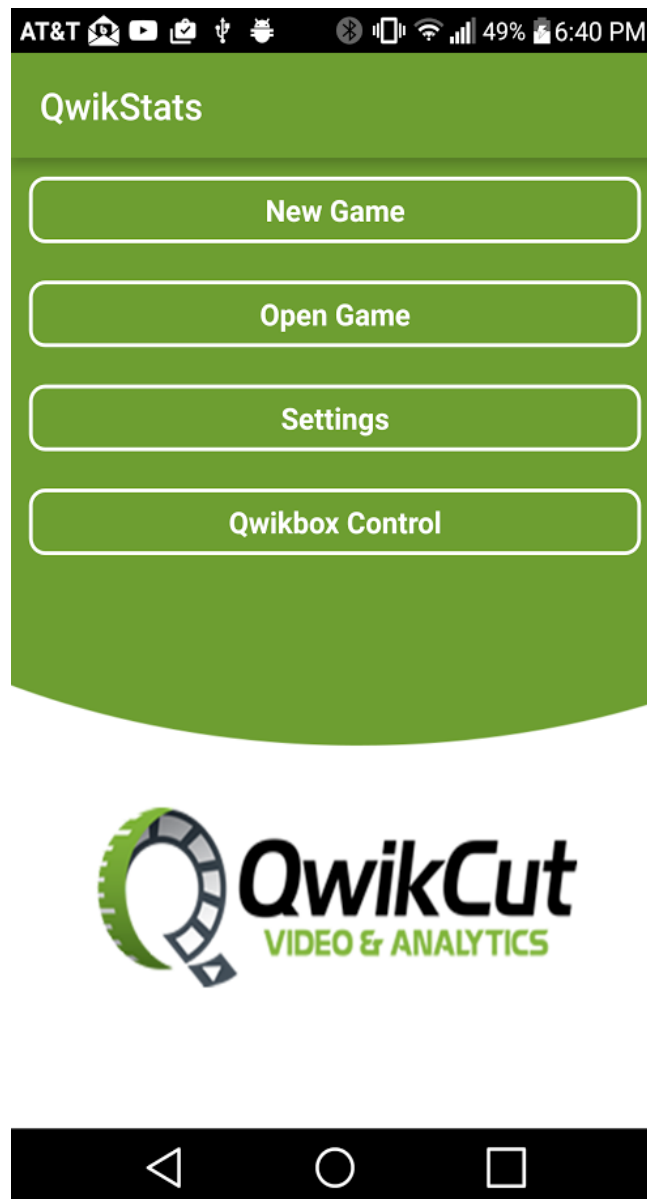 AT&T 49% 6:40 PM
QwikStats
New Game
Open Game
Settings
Qwikbox Control
QwikCut
VIDEO & ANALYTICS